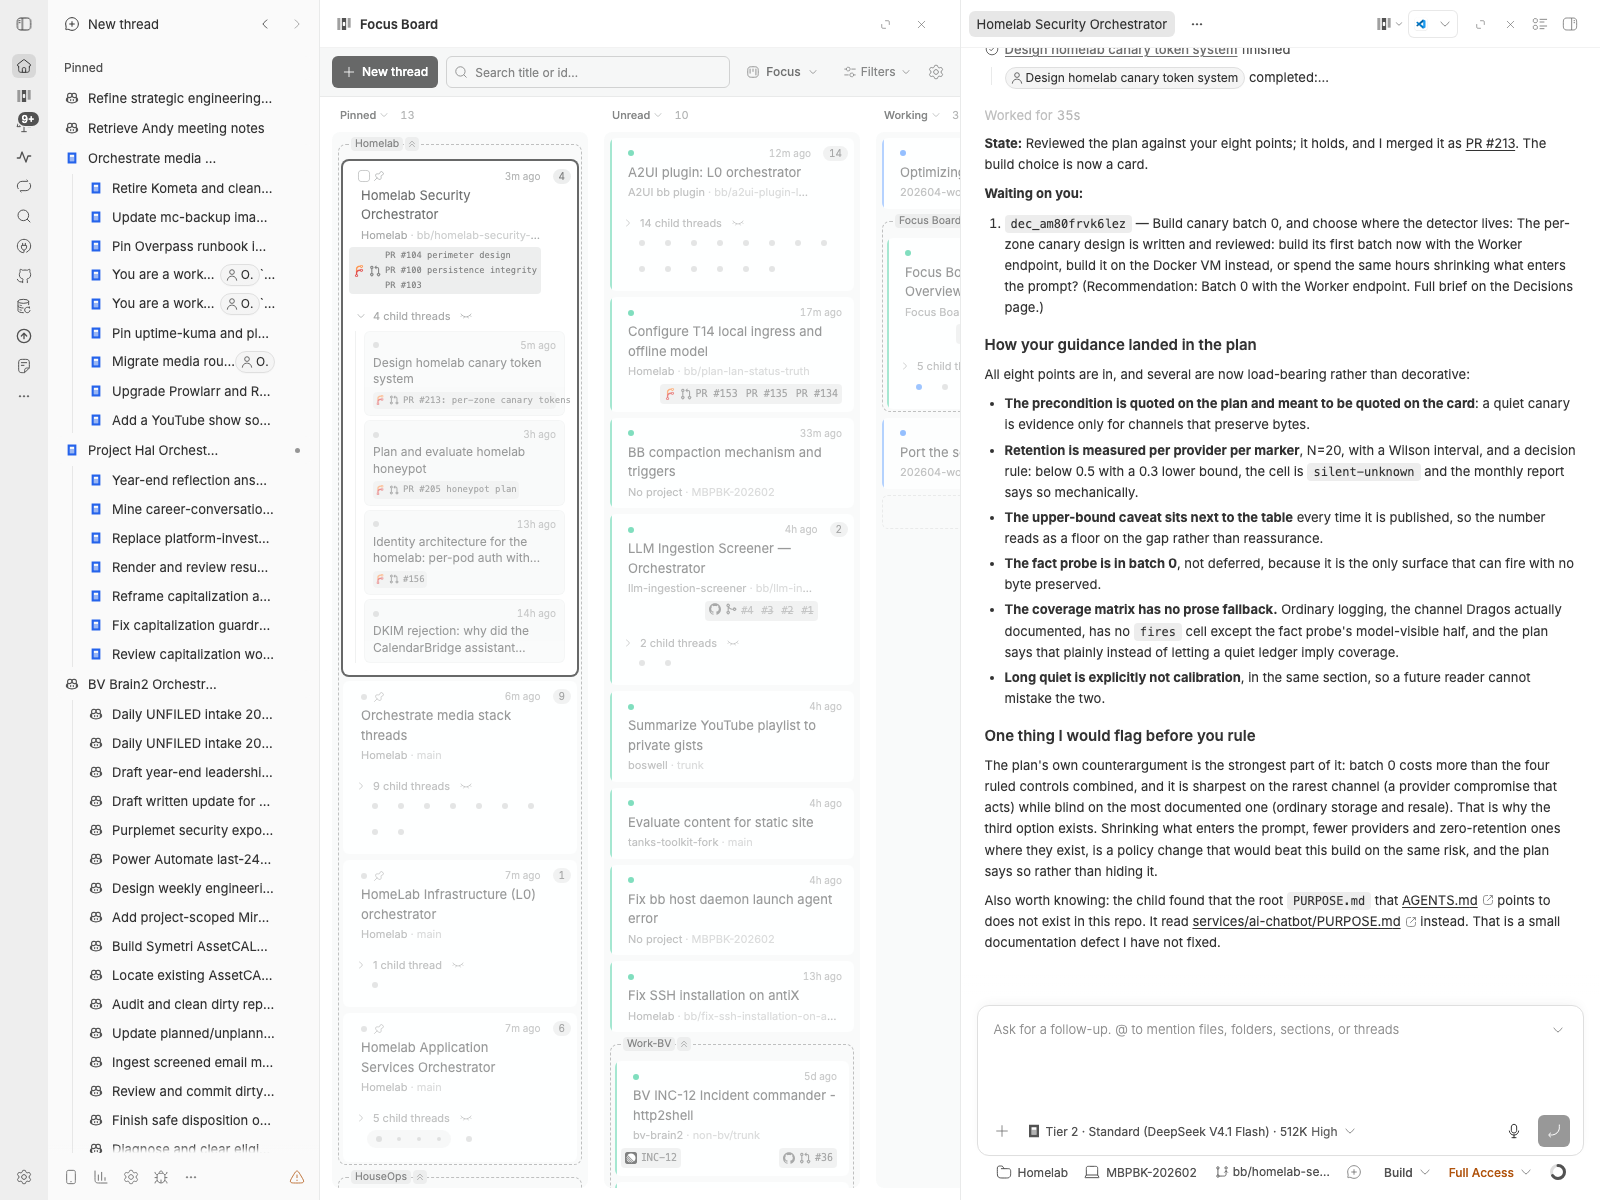 New thread
Pinned
Refine strategic engineering...
Retrieve Andy meeting notes
Orchestrate media ...
Retire Kometa and clean...
Update mc-backup ima...
Pin Overpass runbook i...
You are a work... O. `...
You are a work... O. `...
Pin uptime-kuma and pl...
Migrate media rou... O.
Upgrade Prowlarr and R...
Add a YouTube show so...
Project Hal Orchest...
Year-end reflection ans...
Mine career-conversatio...
Replace platform-invest...
Render and review resu...
Reframe capitalization a...
Fix capitalization guardr...
Review capitalization wo...
BV Brain2 Orchestr...
Daily UNFILED intake 20...
Daily UNFILED intake 20...
Draft year-end leadershi...
Draft written update for ...
Purplemet security expo...
Power Automate last-24...
Design weekly engineeri...
Add project-scoped Mir...
Build Symetri AssetCAL...
Locate existing AssetCA...
Audit and clean dirty rep...
Update planned/unplann...
Ingest screened email m...
Review and commit dirty...
Finish safe disposition o...
Diagnose and clear eligi...
9+
Focus Board
New thread
Search title or id...
Focus
Filters
Pinned 13
Homelab
3m ago 4
Homelab Security
Orchestrator
Homelab · bb/homelab-security-...
PR #104 perimeter design
PR #100 persistence integrity
PR #103
4 child threads
5m ago
Design homelab canary token
system
PR #213: per-zone canary tokens
3h ago
Plan and evaluate homelab
honeypot
PR #205 honeypot plan
13h ago
Identity architecture for the
homelab: per-pod auth with...
#156
14h ago
DKIM rejection: why did the
CalendarBridge assistant...
6m ago 9
Orchestrate media stack
threads
Homelab · main
9 child threads
7m ago 1
HomeLab Infrastructure (L0)
orchestrator
Homelab · main
1 child thread
7m ago 6
Homelab Application
Services Orchestrator
Homelab · main
5 child threads
HouseOps
Unread 10
12m ago 14
A2UI plugin: L0 orchestrator
A2UI bb plugin · bb/a2ui-plugin-l...
14 child threads
17m ago
Configure T14 local ingress and
offline model
Homelab · bb/plan-lan-status-truth
PR #153 PR #135 PR #134
33m ago
BB compaction mechanism and
triggers
No project · MBPBK-202602
4h ago 2
LLM Ingestion Screener —
Orchestrator
llm-ingestion-screener · bb/llm-in...
#4 #3 #2 #1
2 child threads
4h ago
Summarize YouTube playlist to
private gists
boswell · trunk
4h ago
Evaluate content for static site
tanks-toolkit-fork · main
4h ago
Fix bb host daemon launch agent
error
No project · MBPBK-202602
13h ago
Fix SSH installation on antiX
Homelab · bb/fix-ssh-installation-on-a...
Work-BV
5d ago
BV INC-12 Incident commander -
http2shell
bv-brain2 · non-bv/trunk
INC-12 #36
Working 3
Optimizing
202604-wo
Focus Board
Focus Bo
Overview
Focus Boa
5 child t
Port the s
202604-wo
Homelab Security Orchestrator
Design homelab canary token system finished
Design homelab canary token system completed:...
Worked for 35s
State: Reviewed the plan against your eight points; it holds, and I merged it as PR #213. The
build choice is now a card.
Waiting on you:
1. dec_am80frvk6lez — Build canary batch 0, and choose where the detector lives: The per-
zone canary design is written and reviewed: build its first batch now with the Worker
endpoint, build it on the Docker VM instead, or spend the same hours shrinking what enters
the prompt? (Recommendation: Batch 0 with the Worker endpoint. Full brief on the Decisions
page.)
How your guidance landed in the plan
All eight points are in, and several are now load-bearing rather than decorative:
• The precondition is quoted on the plan and meant to be quoted on the card: a quiet canary
is evidence only for channels that preserve bytes.
• Retention is measured per provider per marker, N=20, with a Wilson interval, and a decision
rule: below 0.5 with a 0.3 lower bound, the cell is silent-unknown and the monthly report
says so mechanically.
• The upper-bound caveat sits next to the table every time it is published, so the number
reads as a floor on the gap rather than reassurance.
• The fact probe is in batch 0, not deferred, because it is the only surface that can fire with no
byte preserved.
• The coverage matrix has no prose fallback. Ordinary logging, the channel Dragos actually
documented, has no fires cell except the fact probe's model-visible half, and the plan
says that plainly instead of letting a quiet ledger imply coverage.
• Long quiet is explicitly not calibration, in the same section, so a future reader cannot
mistake the two.
One thing I would flag before you rule
The plan's own counterargument is the strongest part of it: batch 0 costs more than the four
ruled controls combined, and it is sharpest on the rarest channel (a provider compromise that
acts) while blind on the most documented one (ordinary storage and resale). That is why the
third option exists. Shrinking what enters the prompt, fewer providers and zero-retention ones
where they exist, is a policy change that would beat this build on the same risk, and the plan
says so rather than hiding it.
Also worth knowing: the child found that the root PURPOSE.md that AGENTS.md points to
does not exist in this repo. It read services/ai-chatbot/PURPOSE.md instead. That is a small
documentation defect I have not fixed.
Ask for a follow-up. @ to mention files, folders, sections, or threads
Tier 2 · Standard (DeepSeek V4.1 Flash) · 512K High
Homelab MBPBK-202602 bb/homelab-se... Build Full Access